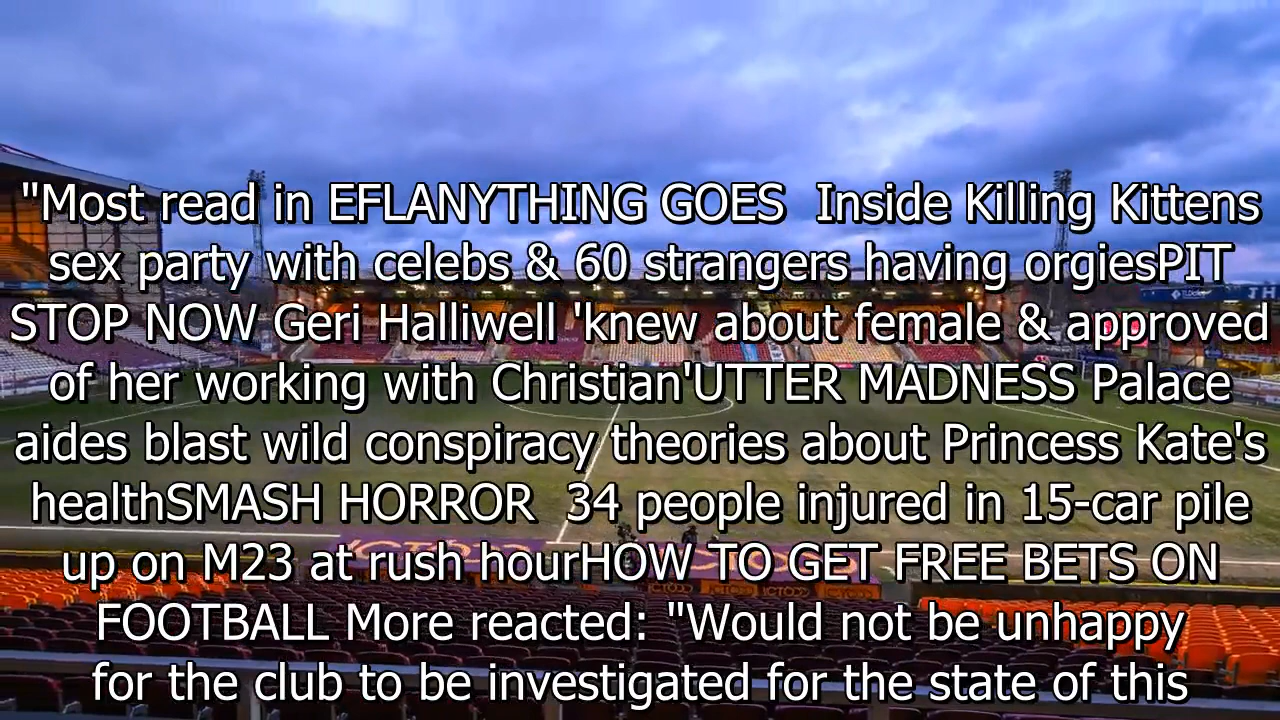 "Most read in EFLANYTHING GOES  Inside Killing Kittens
sex party with celebs & 60 strangers having orgiesPIT
STOP NOW Geri Halliwell 'knew about female & approved
of her working with Christian'UTTER MADNESS Palace
aides blast wild conspiracy theories about Princess Kate's
healthSMASH HORROR  34 people injured in 15-car pile
up on M23 at rush hourHOW TO GET FREE BETS ON
FOOTBALL More reacted: "Would not be unhappy
for the club to be investigated for the state of this